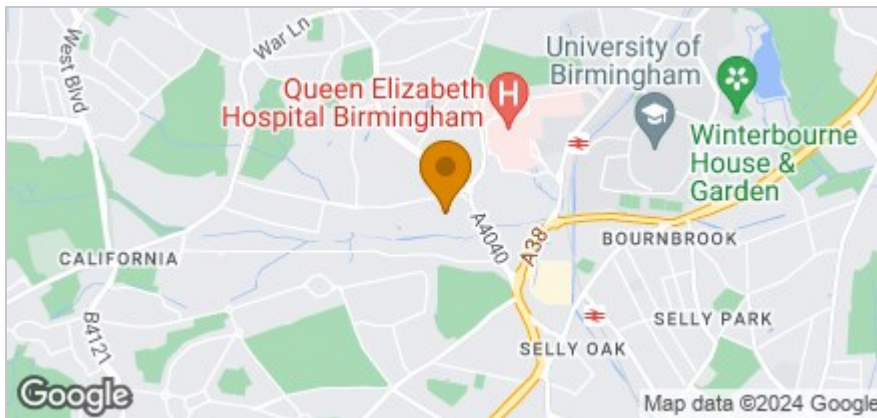 West Blvd
War Ln
University of
Birmingham
Queen Elizabeth
Hospital Birmingham
H
Winterbourne
House &
Garden
A4040
A38
BOURNBROOK
CALIFORNIA
B4121
SELLY PARK
SELLY OAK
Google
Map data ©2024 Google